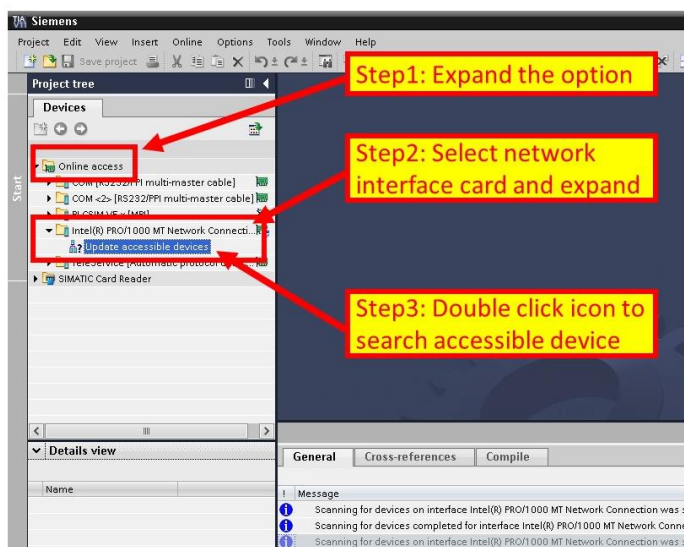 Siemens
Project Edit View Insert Online Options Tools Window Help
Save project
Step1: Expand the option
Project tree
Devices
Start
Online access
COM [RS232/PPI multi-master cable]
COM <2> [RS232/PPI multi-master cable]
Step2: Select network
interface card and expand
Intel(R) PRO/1000 MT Network Connecti...
Update accessible devices
TeleService [Automatic protocol
SIMATIC Card Reader
Step3: Double click icon to
search accessible device
Details view
Name
General Cross-references Compile
! Message
Scanning for devices on interface Intel(R) PRO/1000 MT Network Connection was
Scanning for devices completed for interface Intel(R) PRO/1000 MT Network Conne
Scanning for devices on interface Intel(R) PRO/1000 MT Network Connection was